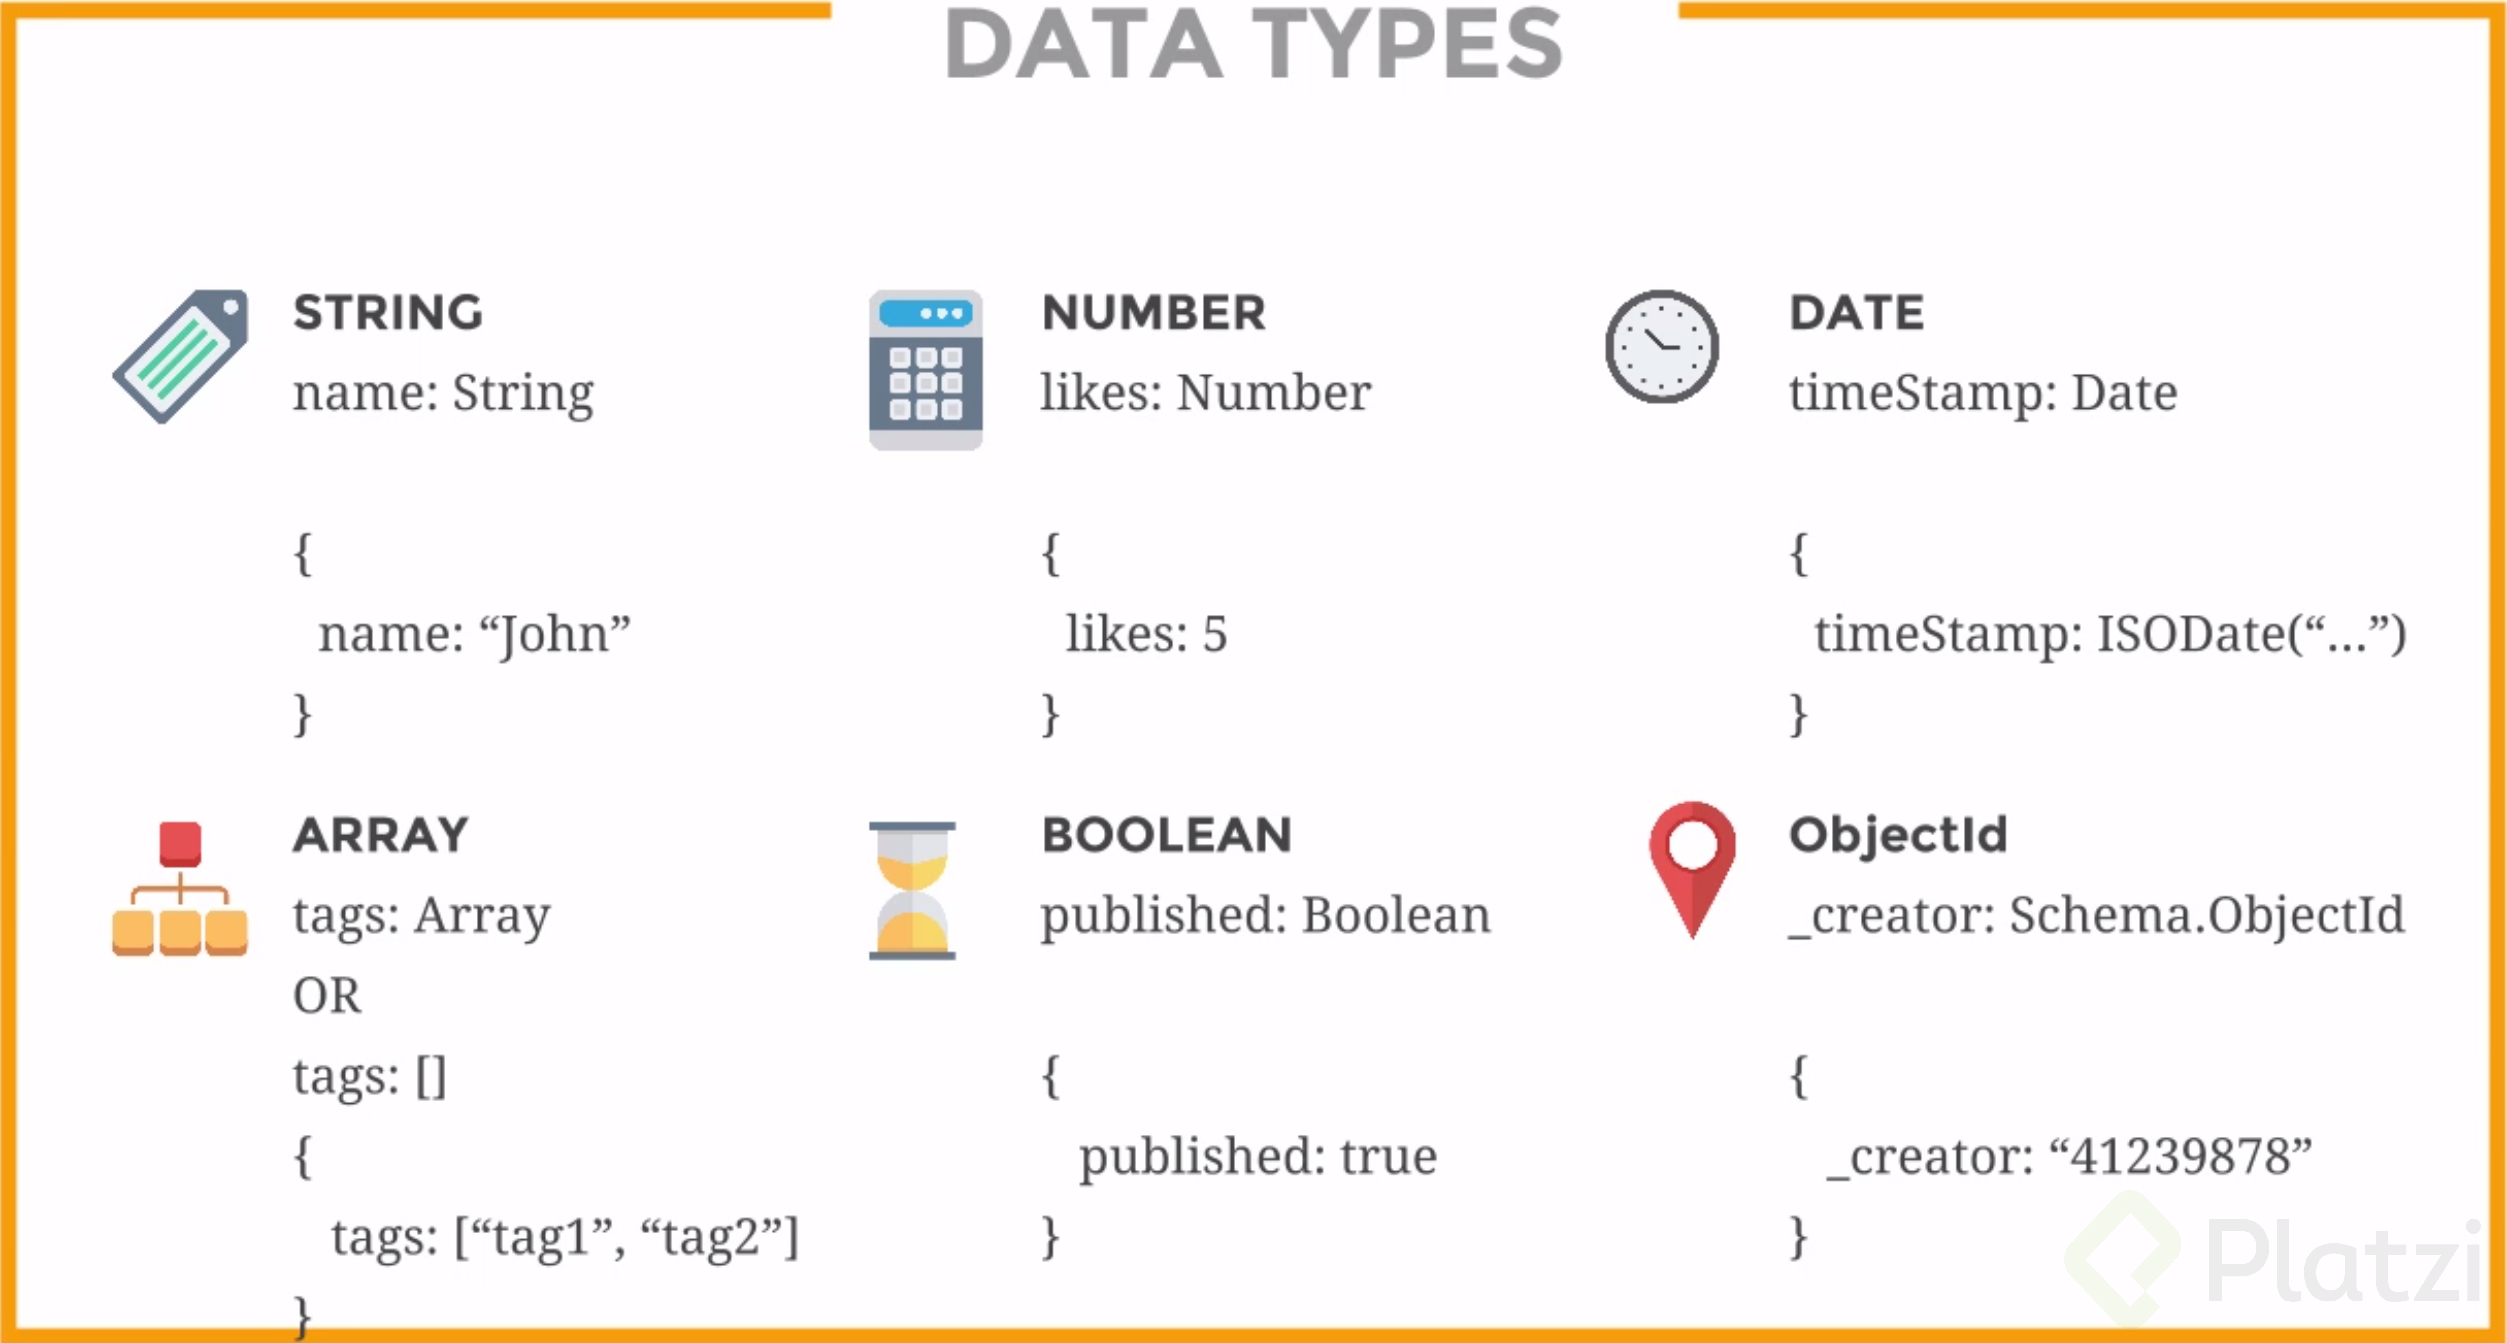 DATA TYPES
STRING
name: String
{
name: “John”
}
NUMBER
likes: Number
{
likes: 5
}
DATE
timeStamp: Date
{
timeStamp: ISODate(“...”)
}
ARRAY
tags: Array
OR
tags: []
{
tags: [“tag1”, “tag2”]
}
BOOLEAN
published: Boolean
{
published: true
}
ObjectId
_creator: Schema.ObjectId
{
_creator: “41239878”
}
Platzi